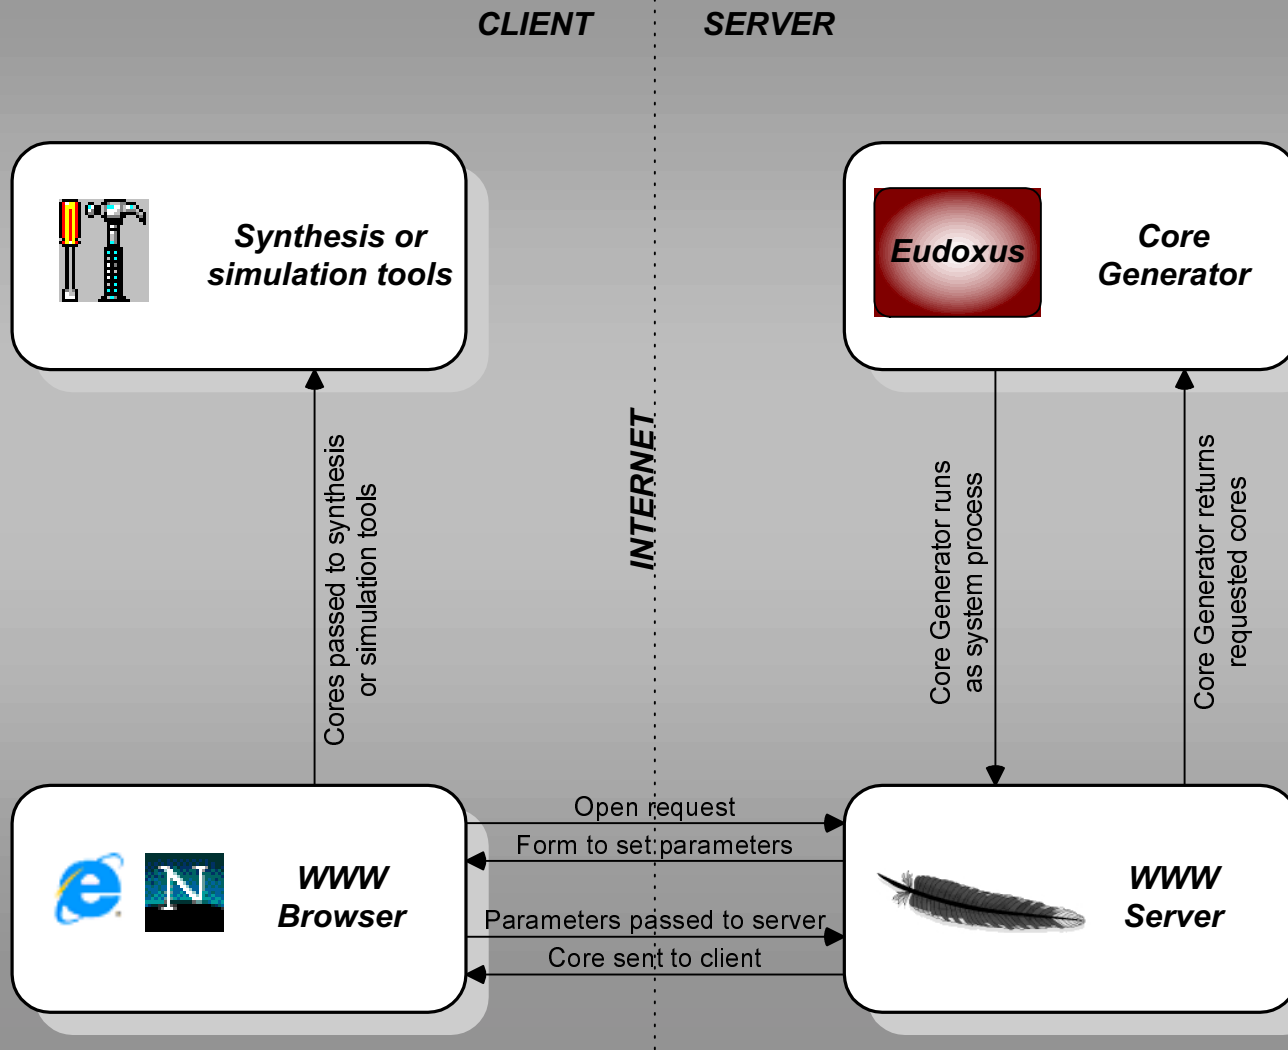 CLIENT
SERVER
Synthesis or
simulation tools
Eudoxus
Core
Generator
INTERNET
Cores passed to synthesis
or simulation tools
Core Generator runs
as system process
Core Generator returns
requested cores
Open request
Form to set parameters
Parameters passed to server
Core sent to client
e
N
WWW
Browser
WWW
Server